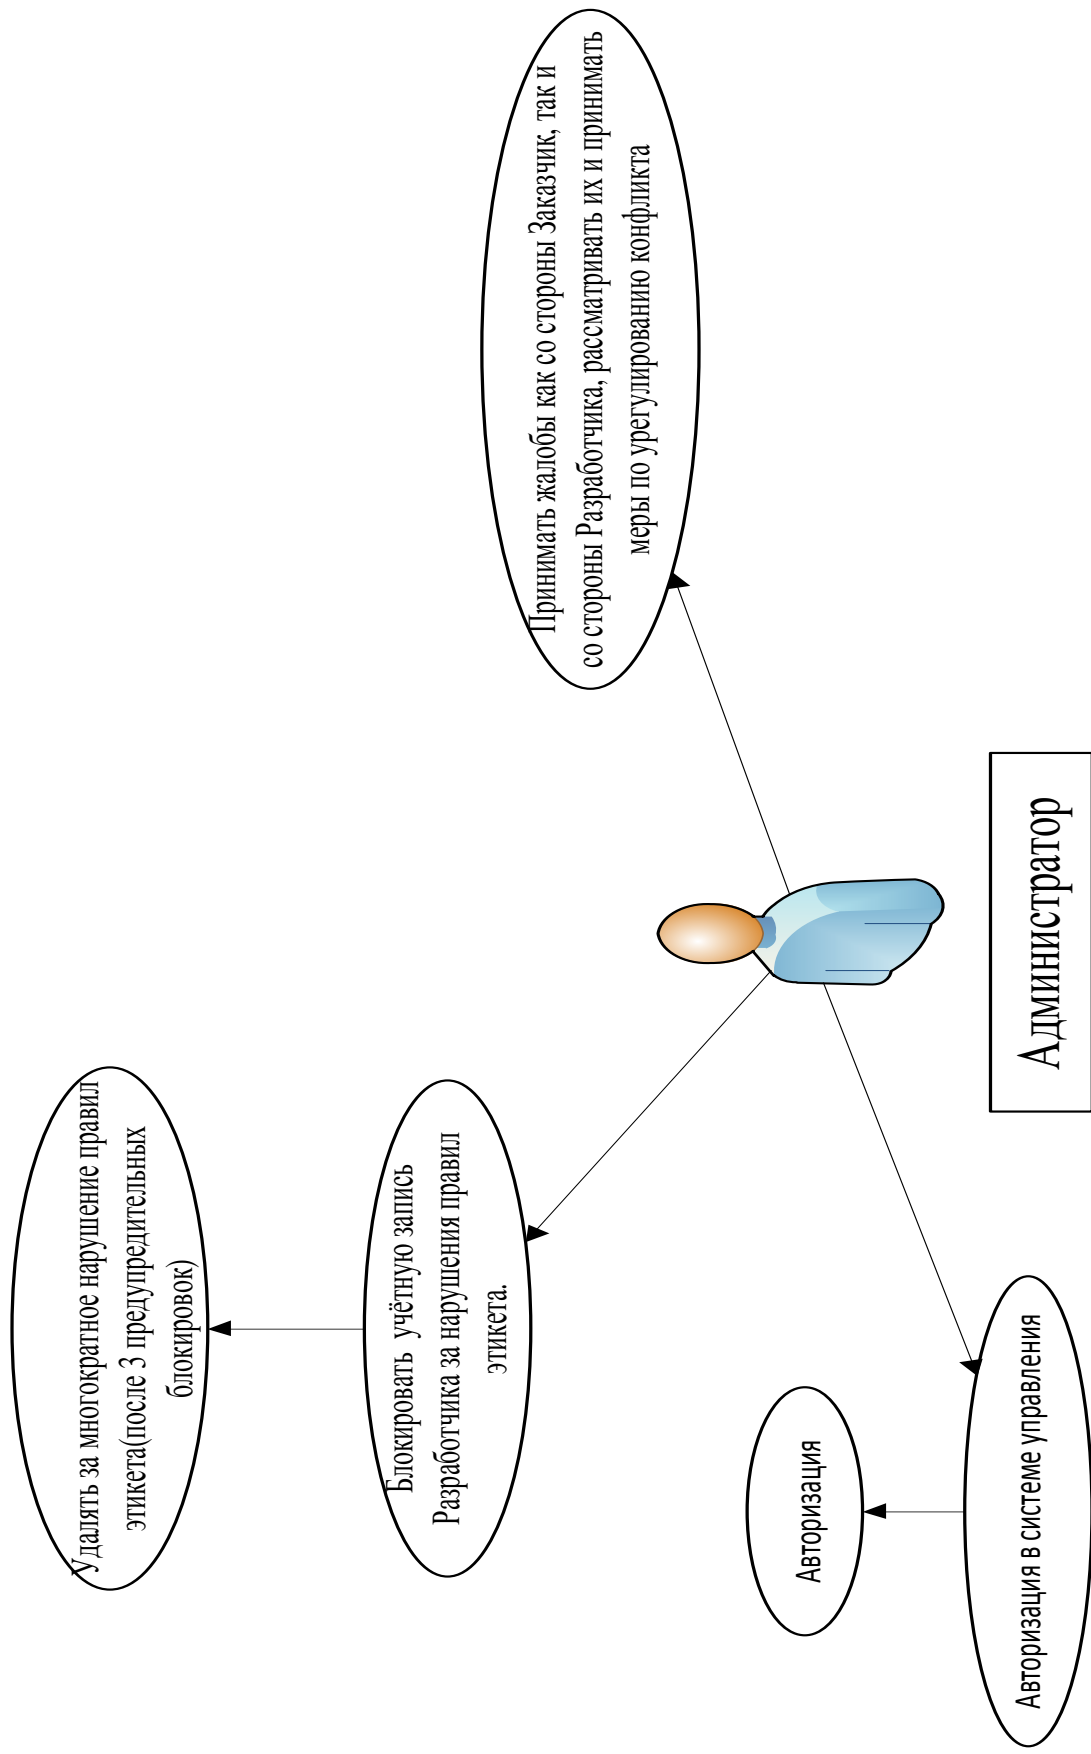 Удалять за многократное нарушение правил
этикета(после 3 предупредительных
блокировок)
Блокировать учётную запись
Разработчика за нарушения правил
этикета.
Принимать жалобы как со стороны Заказчик, так и
со стороны Разработчика, рассматривать их и принимать
меры по урегулированию конфликта
Авторизация
Авторизация в системе управления
Администратор